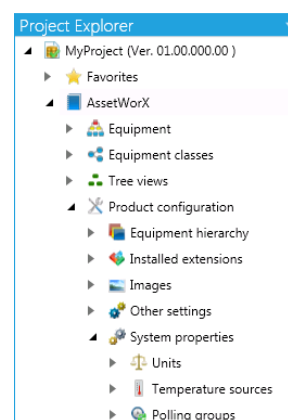 Project Explorer
MyProject (Ver. 01.00.000.00 )
Favorites
AssetWorX
Equipment
Equipment classes
Tree views
Product configuration
Equipment hierarchy
Installed extensions
Images
Other settings
System properties
Units
Temperature sources
Polling groups